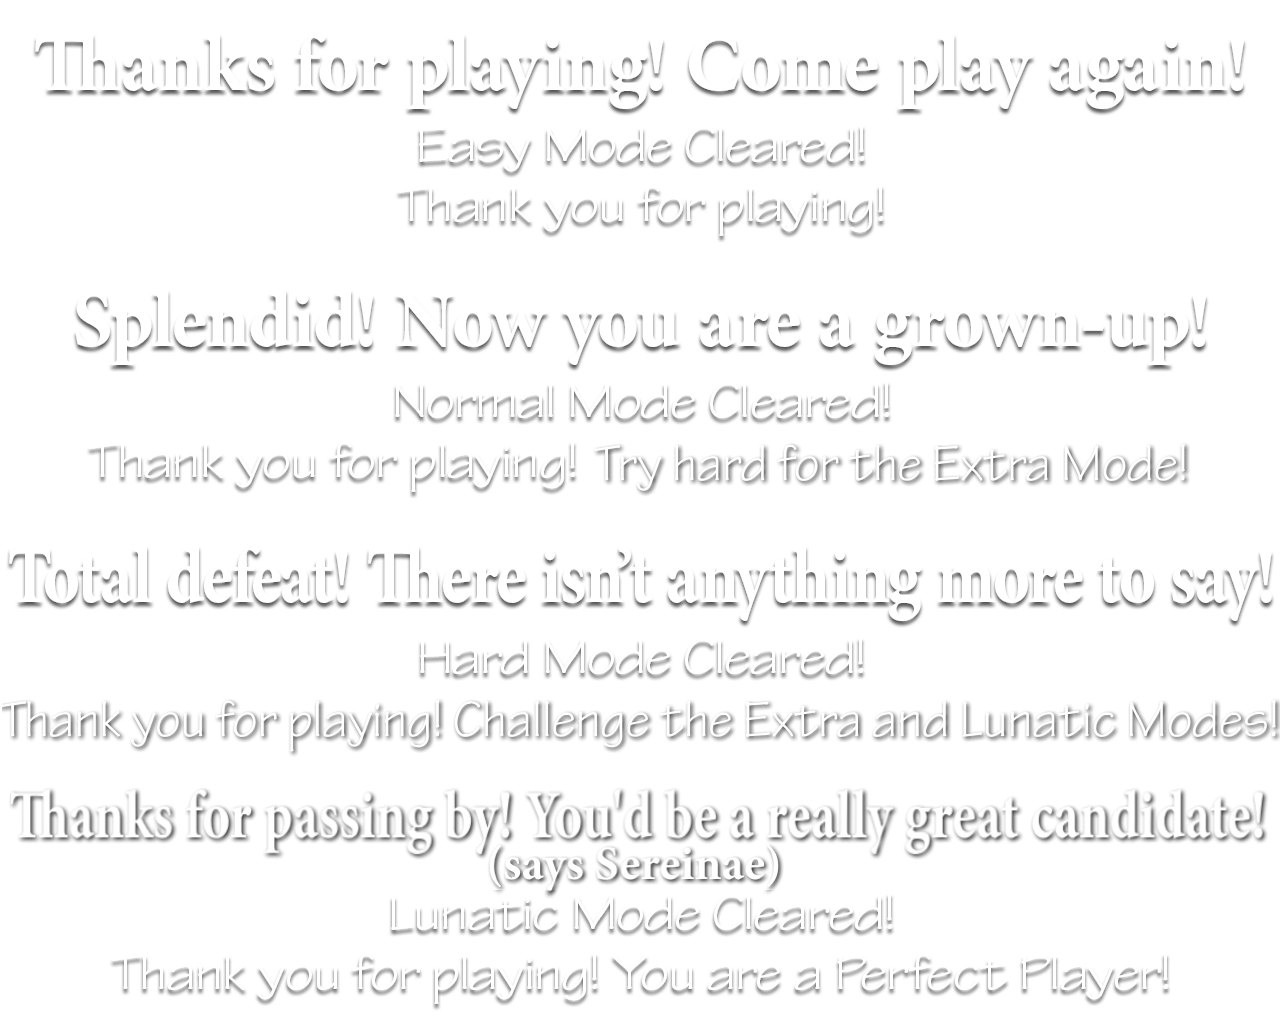 Thanks for playing! Come play again!
Easy Mode Cleared!
Thank you for playing!
Splendid! Now you are a grown-up!
Normal Mode Cleared!
Thank you for playing! Try hard for the Extra Mode!
Total defeat! There isn’t anything more to say!
Hard Mode Cleared!
Thank you for playing! Challenge the Extra and Lunatic Modes!
Thanks for passing by! You'd be a really great candidate!
(says Sereinae)
Lunatic Mode Cleared!
Thank you for playing! You are a Perfect Player!